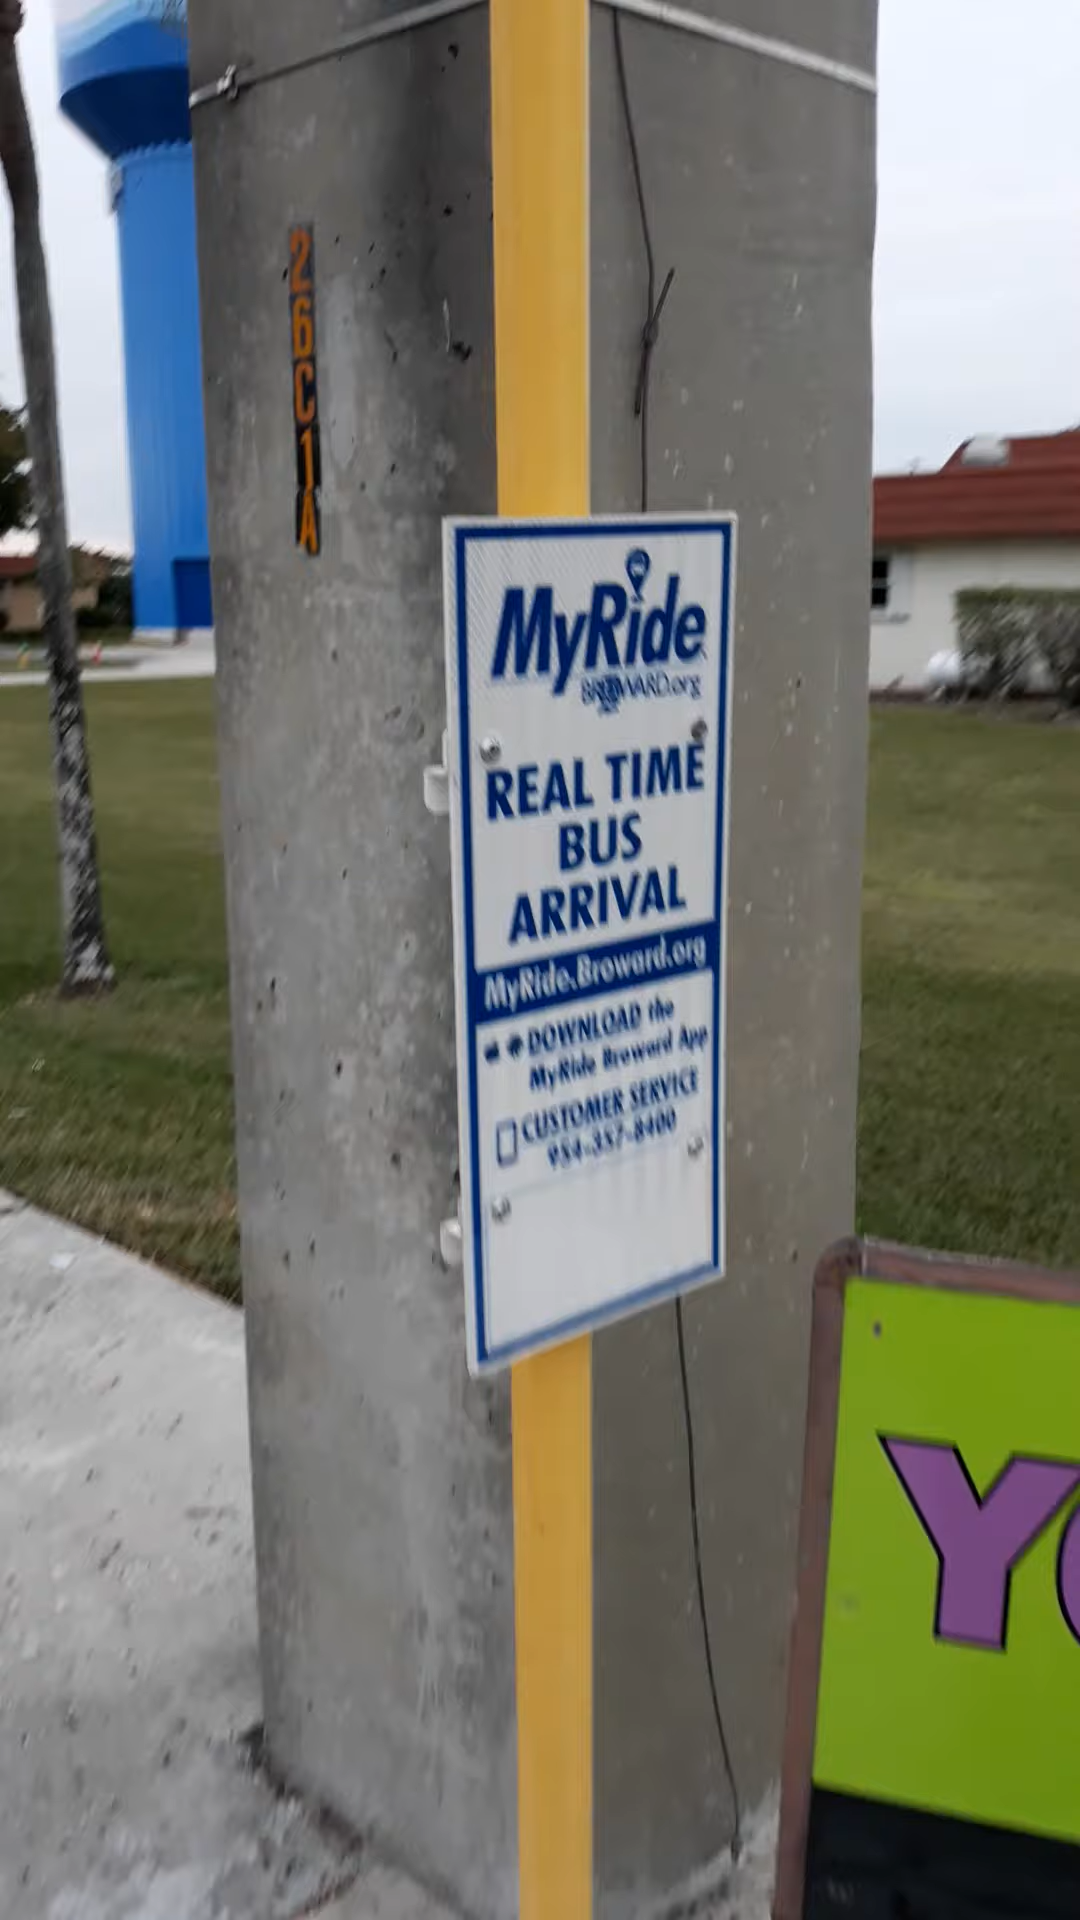 26C1A
MyRide
BROWARD.org
REAL TIME
BUS
ARRIVAL
MyRide.Broward.org
DOWNLOAD the
MyRide Broward App
CUSTOMER SERVICE
954-357-8400
Y